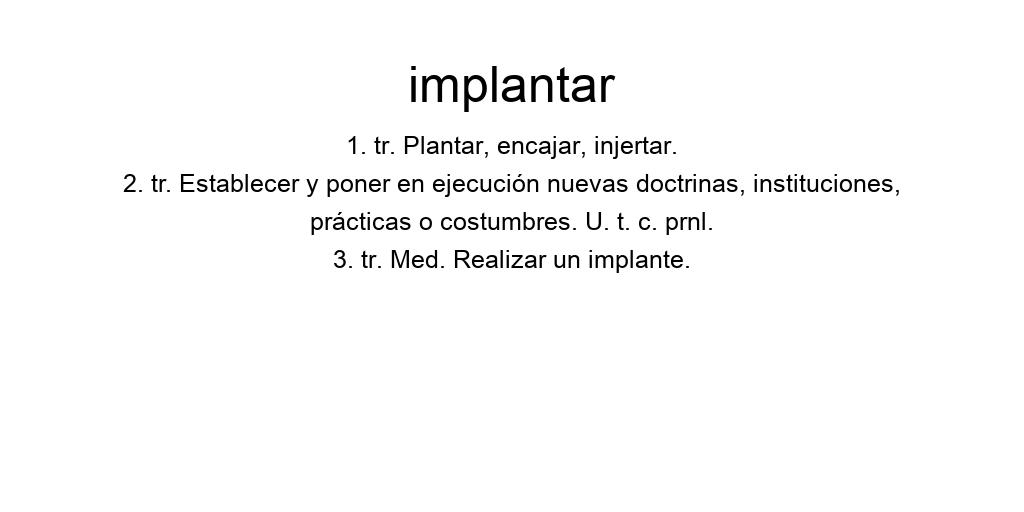 implantar
1. tr. Plantar, encajar, injertar.
2. tr. Establecer y poner en ejecución nuevas doctrinas, instituciones,
prácticas o costumbres. U. t. c. prnl.
3. tr. Med. Realizar un implante.